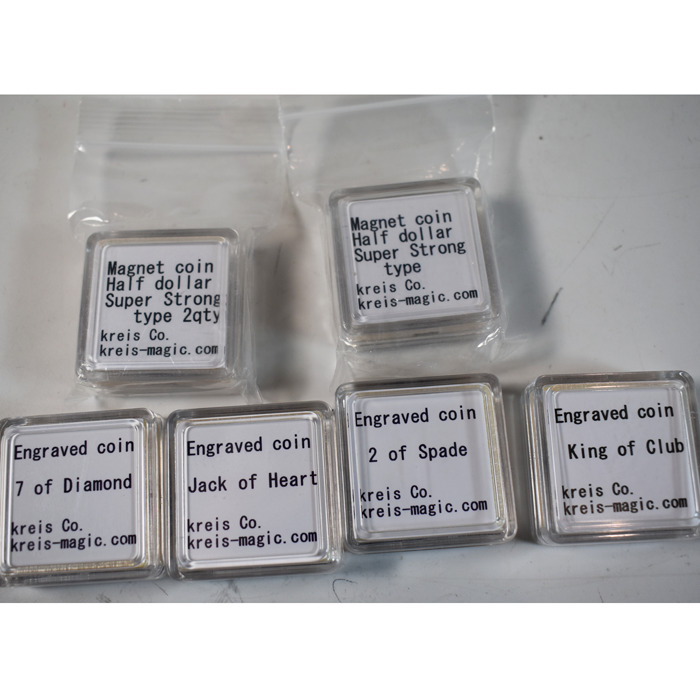 Magnet coin
Half dollar
Super Strong
type 2qty
kreis Co.
kreis-magic.com
Magnet coin
Half dollar
Super Strong
type
kreis Co.
kreis-magic.com
Engraved coin
7 of Diamond
kreis Co.
kreis-magic.com
Engraved coin
Jack of Heart
kreis Co.
kreis-magic.com
Engraved coin
2 of Spade
kreis Co.
kreis-magic.com
Engraved coin
King of Club
kreis Co.
kreis-magic.com